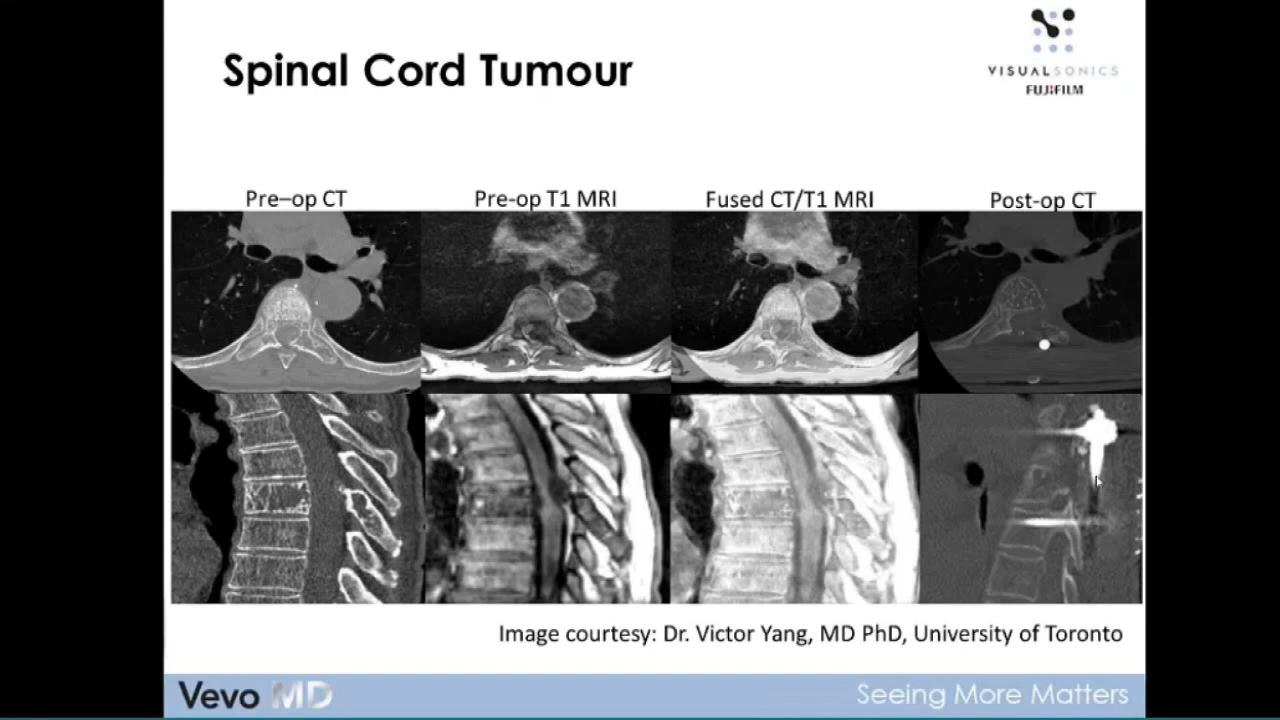 Spinal Cord Tumour
VISUALSONICS
FUJIFILM
Pre–op CT
Pre-op T1 MRI
Fused CT/T1 MRI
Post-op CT
Image courtesy: Dr. Victor Yang, MD PhD, University of Toronto
Vevo MD
Seeing More Matters